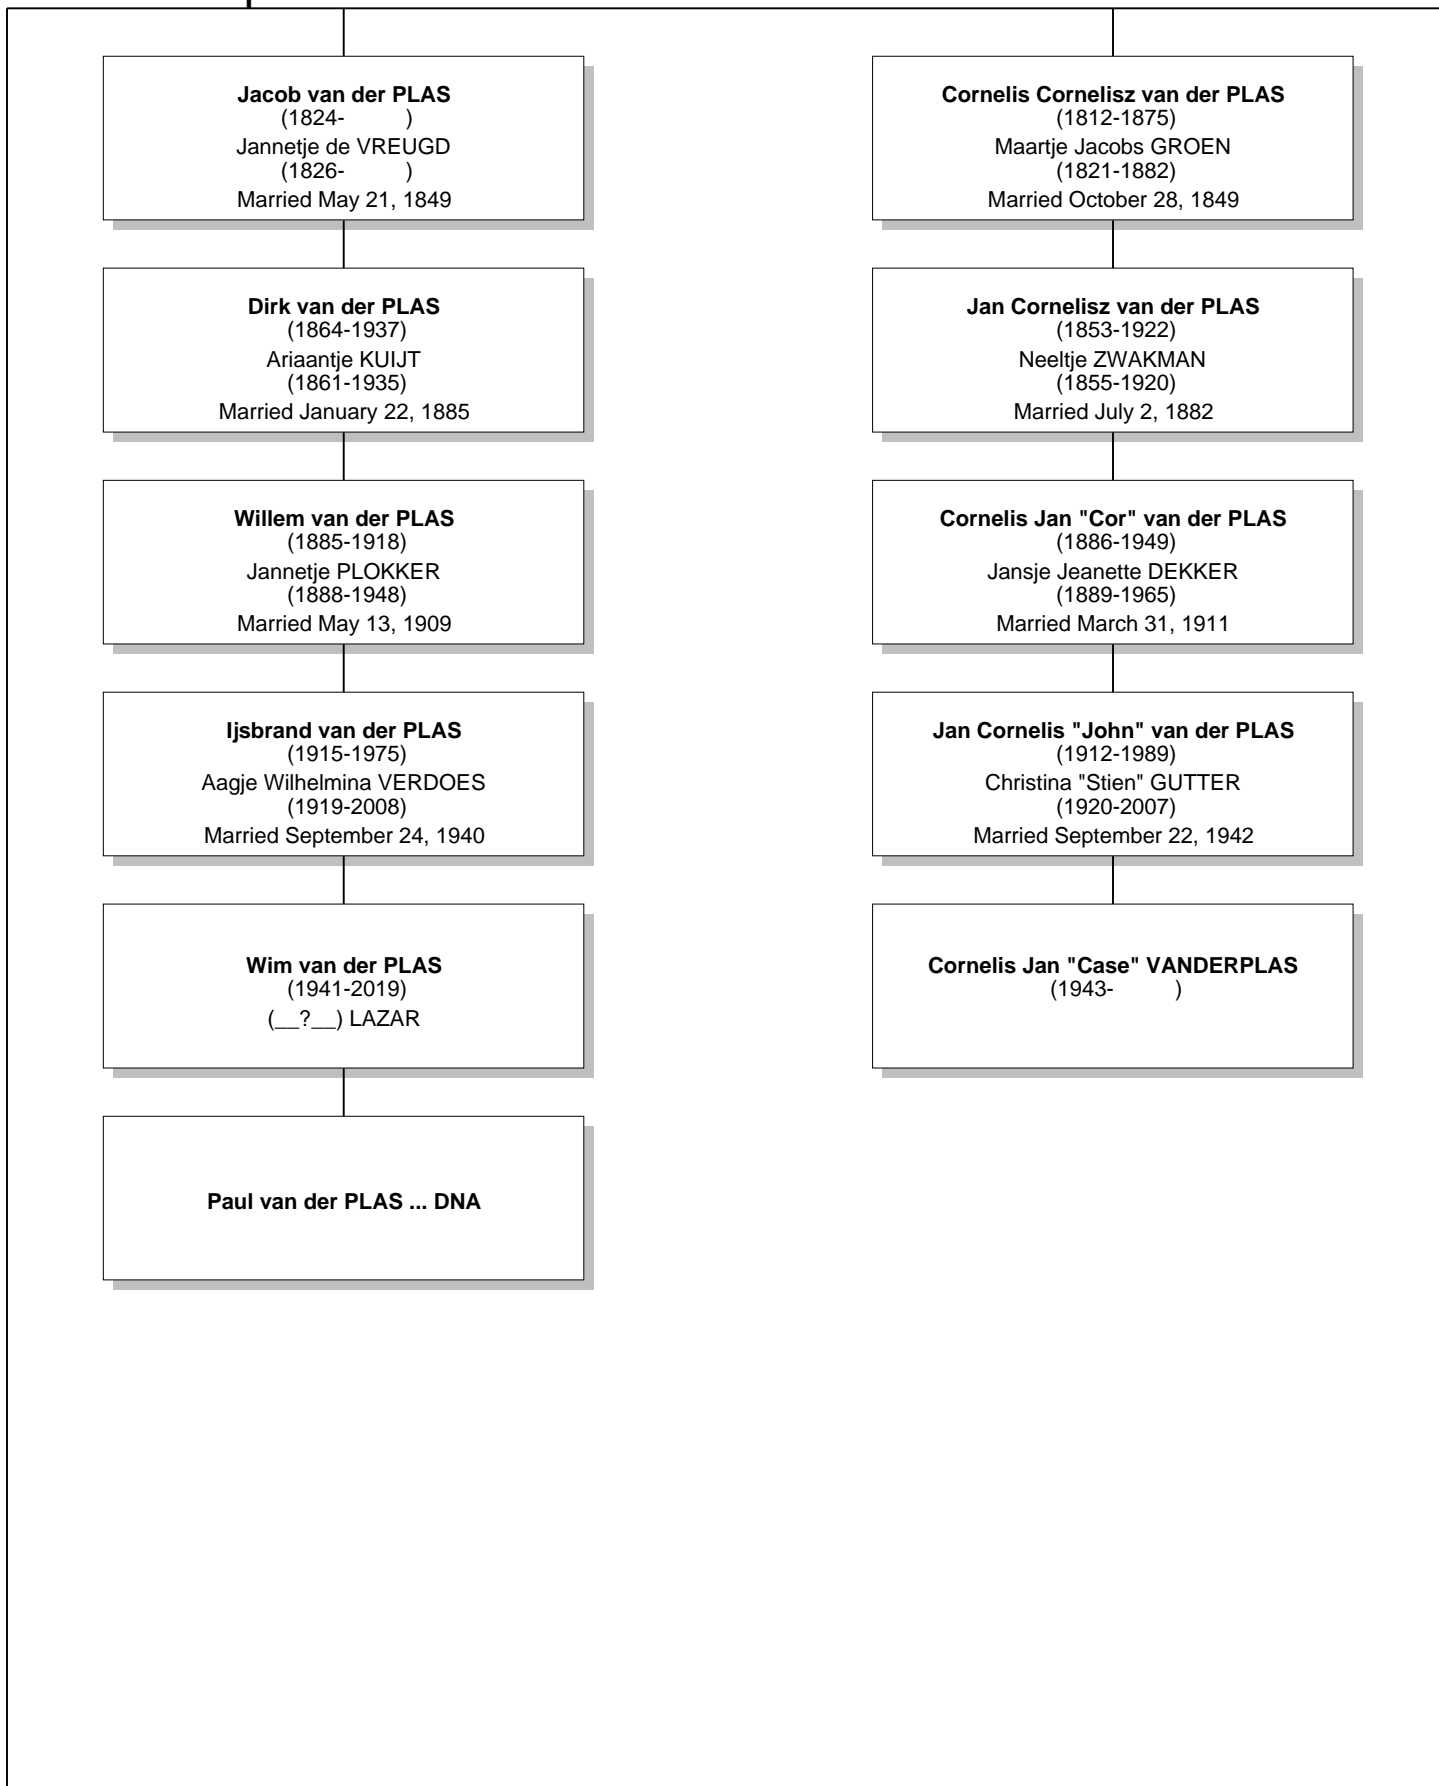 Jacob van der PLAS
(1824- )
Jannetje de VREUGD
(1826- )
Married May 21, 1849
Dirk van der PLAS
(1864-1937)
Ariaantje KUIJT
(1861-1935)
Married January 22, 1885
Willem van der PLAS
(1885-1918)
Jannetje PLOKKER
(1888-1948)
Married May 13, 1909
Ijsbrand van der PLAS
(1915-1975)
Aagje Wilhelmina VERDOES
(1919-2008)
Married September 24, 1940
Wim van der PLAS
(1941-2019)
(__?__) LAZAR
Paul van der PLAS ... DNA
Cornelis Cornelisz van der PLAS
(1812-1875)
Maartje Jacobs GROEN
(1821-1882)
Married October 28, 1849
Jan Cornelisz van der PLAS
(1853-1922)
Neeltje ZWAKMAN
(1855-1920)
Married July 2, 1882
Cornelis Jan "Cor" van der PLAS
(1886-1949)
Jansje Jeanette DEKKER
(1889-1965)
Married March 31, 1911
Jan Cornelis "John" van der PLAS
(1912-1989)
Christina "Stien" GUTTER
(1920-2007)
Married September 22, 1942
Cornelis Jan "Case" VANDERPLAS
(1943- )